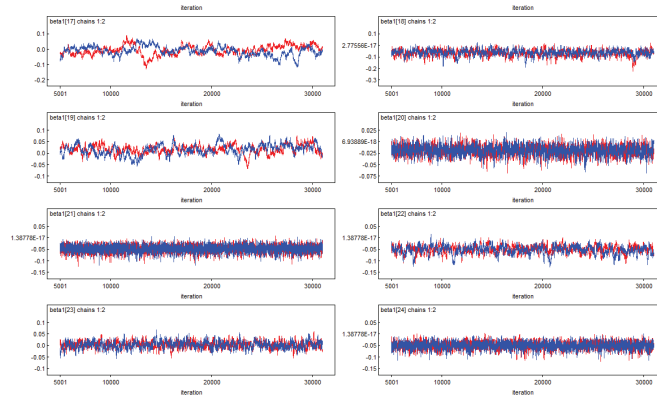 iteration iteration
beta1[17] chains 1:2
0.1
0.0
-0.1
-0.2
5001 10000 20000 30000
iteration
beta1[18] chains 1:2
0.1
2.77556E-17
-0.1
-0.2
-0.3
5001 10000 20000 30000
iteration
beta1[19] chains 1:2
0.1
0.05
0.0
-0.05
-0.1
5001 10000 20000 30000
iteration
beta1[20] chains 1:2
0.025
6.93889E-18
-0.025
-0.05
-0.075
5001 10000 20000 30000
iteration
beta1[21] chains 1:2
0.05
1.38778E-17
-0.05
-0.1
-0.15
5001 10000 20000 30000
iteration
beta1[22] chains 1:2
0.05
1.38778E-17
-0.05
-0.1
-0.15
5001 10000 20000 30000
iteration
beta1[23] chains 1:2
0.1
0.05
0.0
-0.05
-0.1
5001 10000 20000 30000
iteration
beta1[24] chains 1:2
0.05
1.38778E-17
-0.05
-0.1
-0.15
5001 10000 20000 30000
iteration